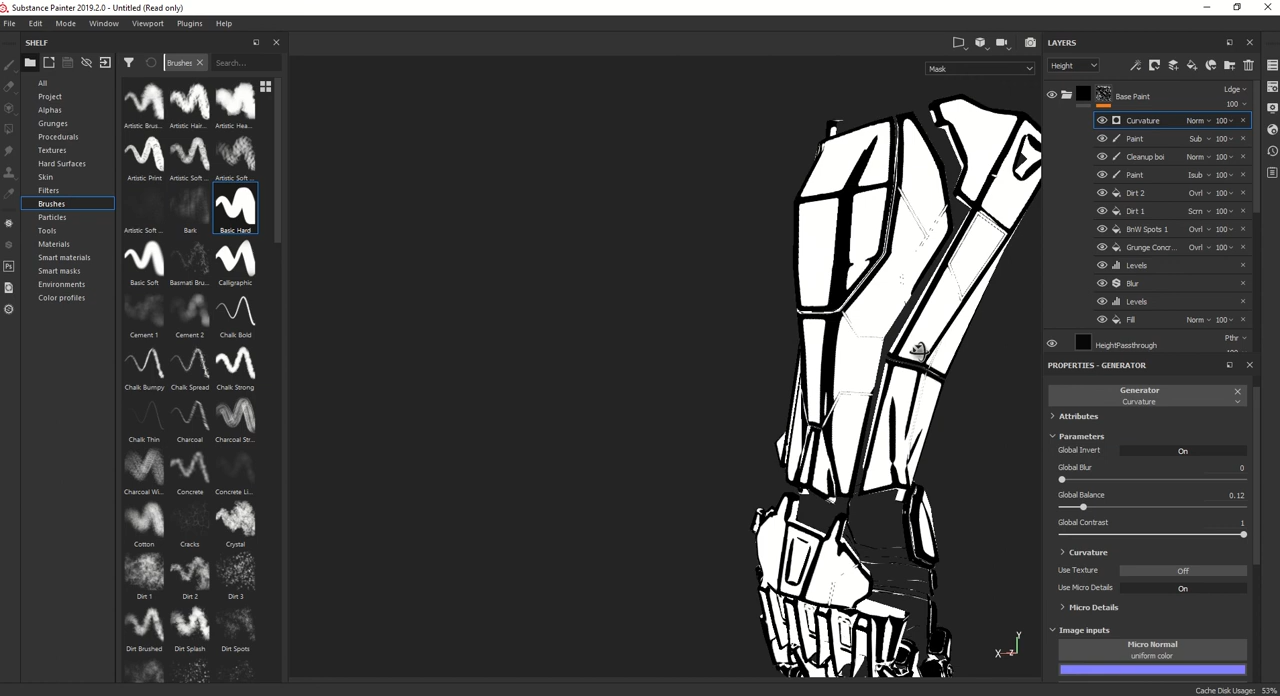 Substance Painter 2019.2.0 - Untitled (Read only)
File Edit Mode Window Viewport Plugins Help
SHELF
Brushes
Search...
All
Project
Alphas
Grunges
Procedurals
Textures
Hard Surfaces
Skin
Filters
Brushes
Particles
Tools
Materials
Smart materials
Smart masks
Environments
Color profiles
Artistic Brus... Artistic Hair... Artistic Hea...
Artistic Print Artistic Soft ... Artistic Soft ...
Artistic Soft ... Bark Basic Hard
Basic Soft Basmati Bru... Calligraphic
Cement 1 Cement 2 Chalk Bold
Chalk Bumpy Chalk Spread Chalk Strong
Chalk Thin Charcoal Charcoal Str...
Charcoal Wi... Concrete Concrete Li...
Cotton Cracks Crystal
Dirt 1 Dirt 2 Dirt 3
Dirt Brushed Dirt Splash Dirt Spots
Ps
Mask
Y
X Z
LAYERS
Height
Base Paint Ldge
100
Curvature Norm 100
Paint Sub 100
Cleanup boi Norm 100
Paint Isub 100
Dirt 2 Ovrl 100
Dirt 1 Scrn 100
BnW Spots 1 Ovrl 100
Grunge Concr... Ovrl 100
Levels
Blur
Levels
Fill Norm 100
HeightPassthrough Pthr
PROPERTIES - GENERATOR
Generator
Curvature
Attributes
Parameters
Global Invert On
Global Blur 0
Global Balance 0.12
Global Contrast 1
Curvature
Use Texture Off
Use Micro Details On
Micro Details
Image inputs
Micro Normal
uniform color
Cache Disk Usage: 53%